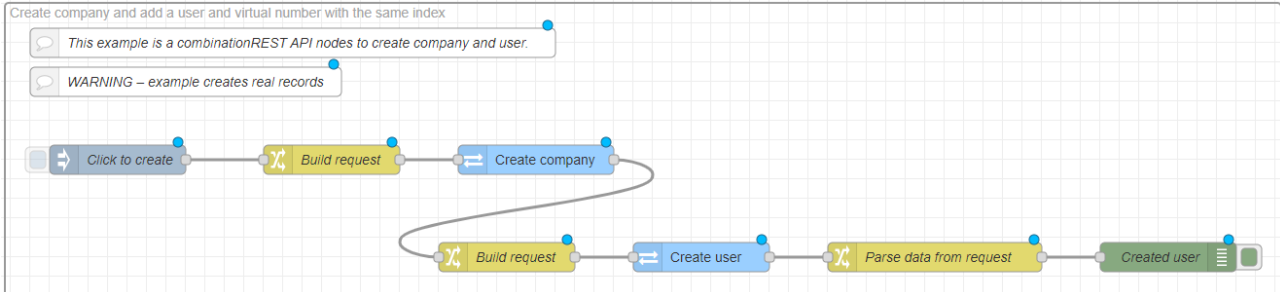 Create company and add a user and virtual number with the same index
This example is a combinationREST API nodes to create company and user.
WARNING – example creates real records
Click to create
Build request
Create company
Build request
Create user
Parse data from request
Created user